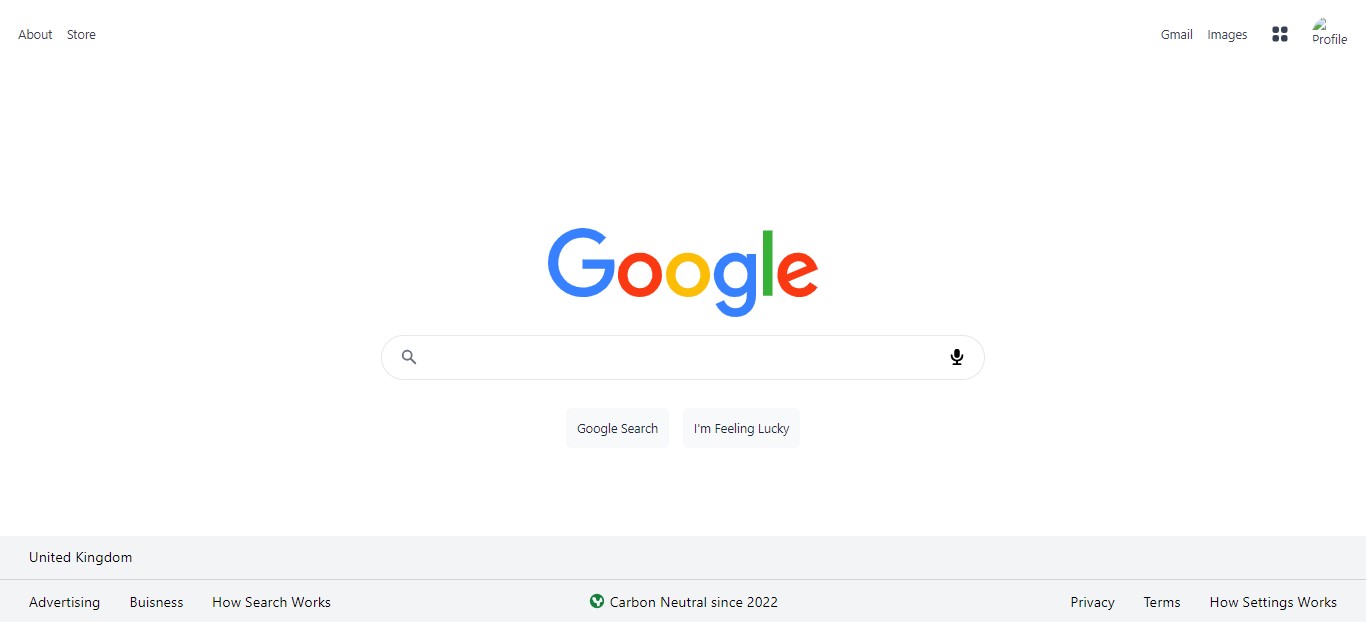 About Store Gmail Images Profile
Google
Google Search I'm Feeling Lucky
United Kingdom
Advertising Buisness How Search Works Carbon Neutral since 2022 Privacy Terms How Settings Works